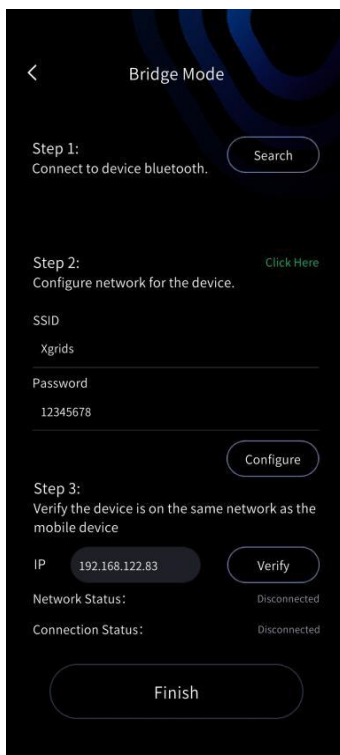 Bridge Mode
Step 1:
Connect to device bluetooth.
Search
Step 2:
Click Here
Configure network for the device.
SSID
Xgrids
Password
12345678
Configure
Step 3:
Verify the device is on the same network as the
mobile device
IP
192.168.122.83
Verify
Network Status:
Disconnected
Connection Status:
Disconnected
Finish